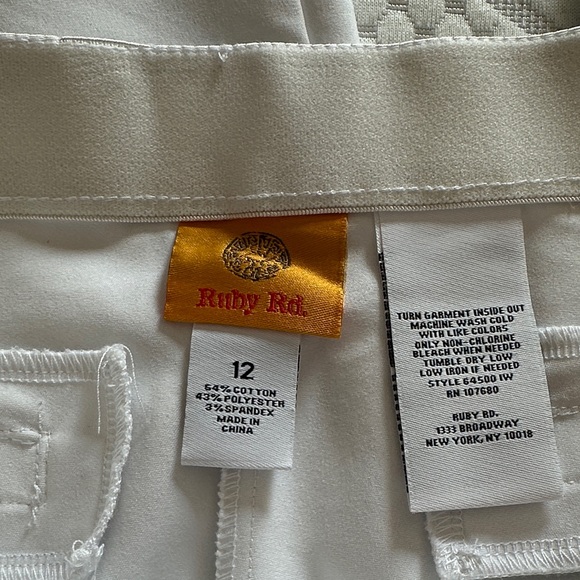 Ruby Rd.
12
54% COTTON
43% POLYESTER
3% SPANDEX
MADE IN
CHINA
TURN GARMENT INSIDE OUT
MACHINE WASH COLD
WITH LIKE COLORS
ONLY NON-CHLORINE
BLEACH WHEN NEEDED
TUMBLE DRY LOW
LOW IRON IF NEEDED
STYLE 64500 IW
RN 107680
RUBY RD.
1333 BROADWAY
NEW YORK, NY 10018